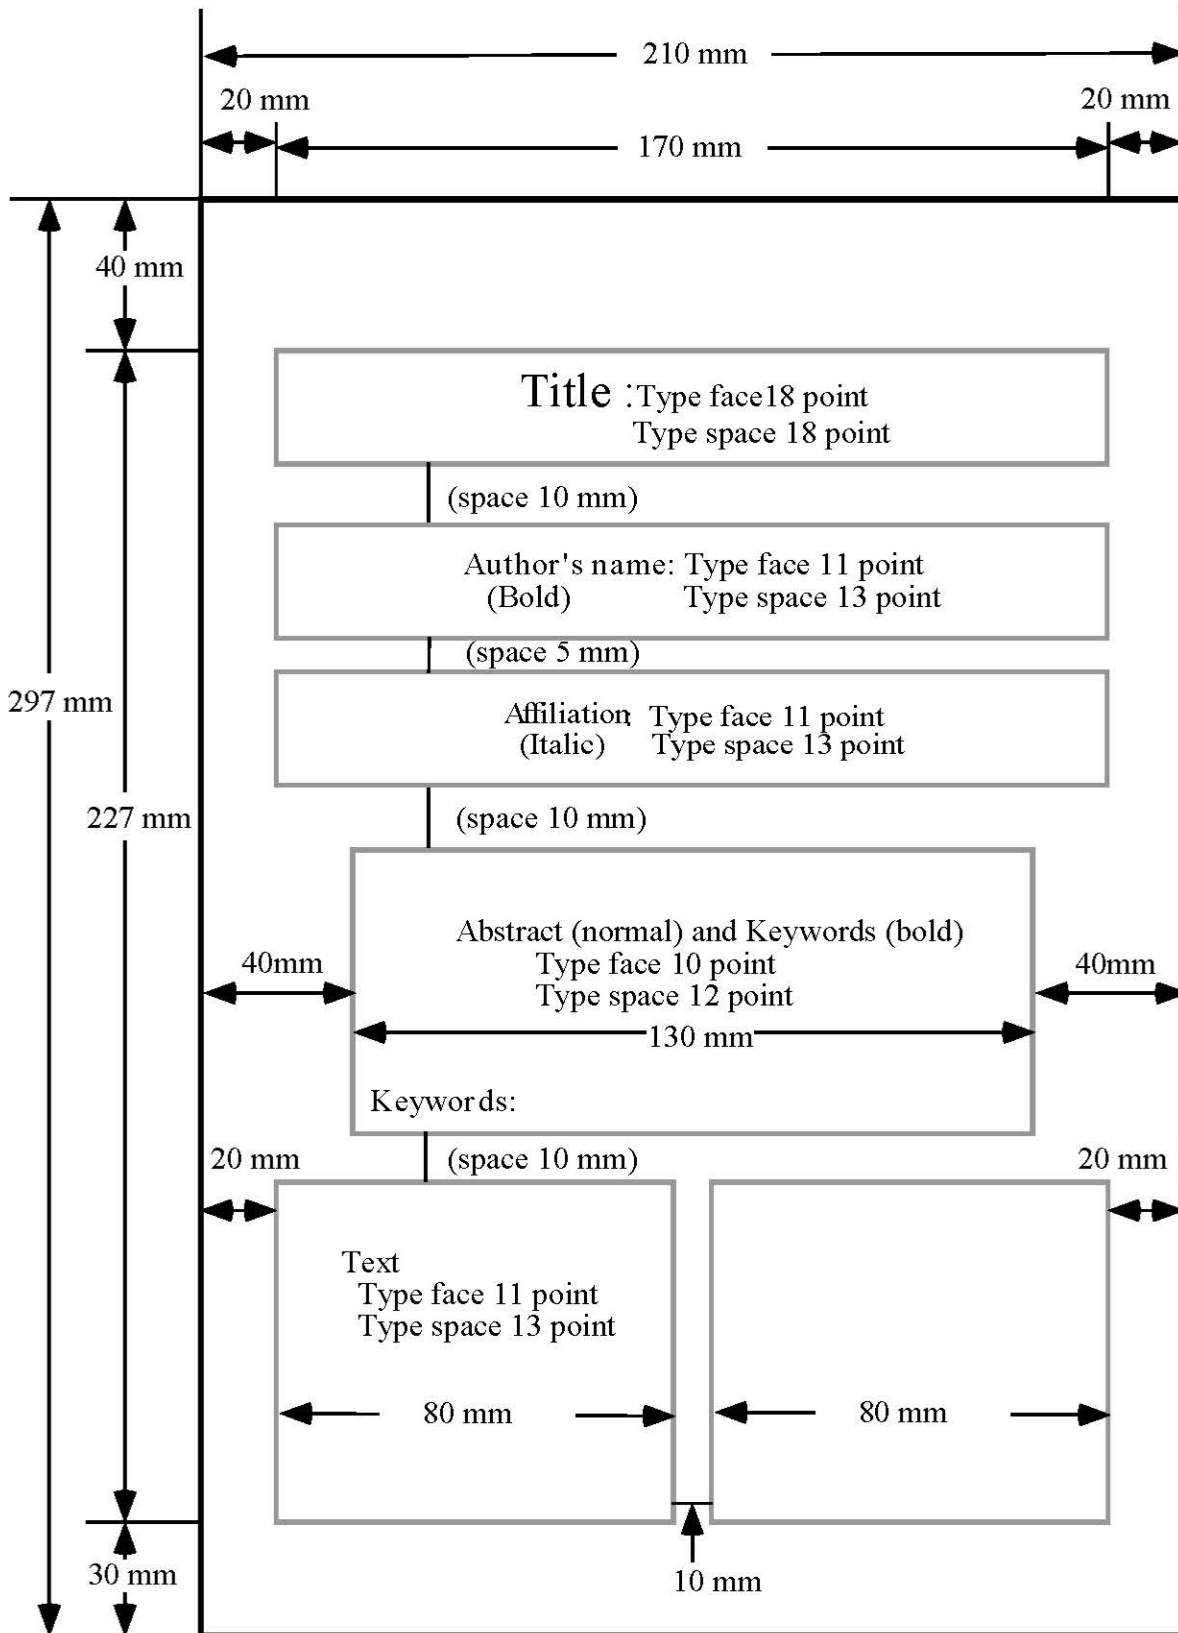 210 mm
20 mm
20 mm
170 mm
40 mm
Title :Type face18 point
Type space 18 point
(space 10 mm)
Author's name: Type face 11 point
(Bold) Type space 13 point
(space 5 mm)
297 mm
Affiliation: Type face 11 point
(Italic) Type space 13 point
227 mm
(space 10 mm)
Abstract (normal) and Keywords (bold)
Type face 10 point
Type space 12 point
40mm
40mm
130 mm
Keywords:
20 mm
(space 10 mm)
20 mm
Text
Type face 11 point
Type space 13 point
80 mm
80 mm
30 mm
10 mm